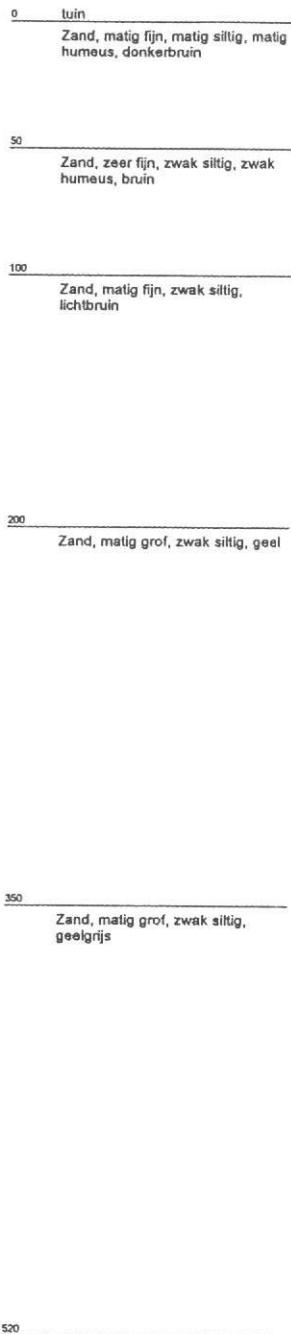 0 tuin
Zand, matig fijn, matig siltig, matig
humeus, donkerbruin
50
Zand, zeer fijn, zwak siltig, zwak
humeus, bruin
100
Zand, matig fijn, zwak siltig,
lichtbruin
200
Zand, matig grof, zwak siltig, geel
350
Zand, matig grof, zwak siltig,
geelgrijs
520